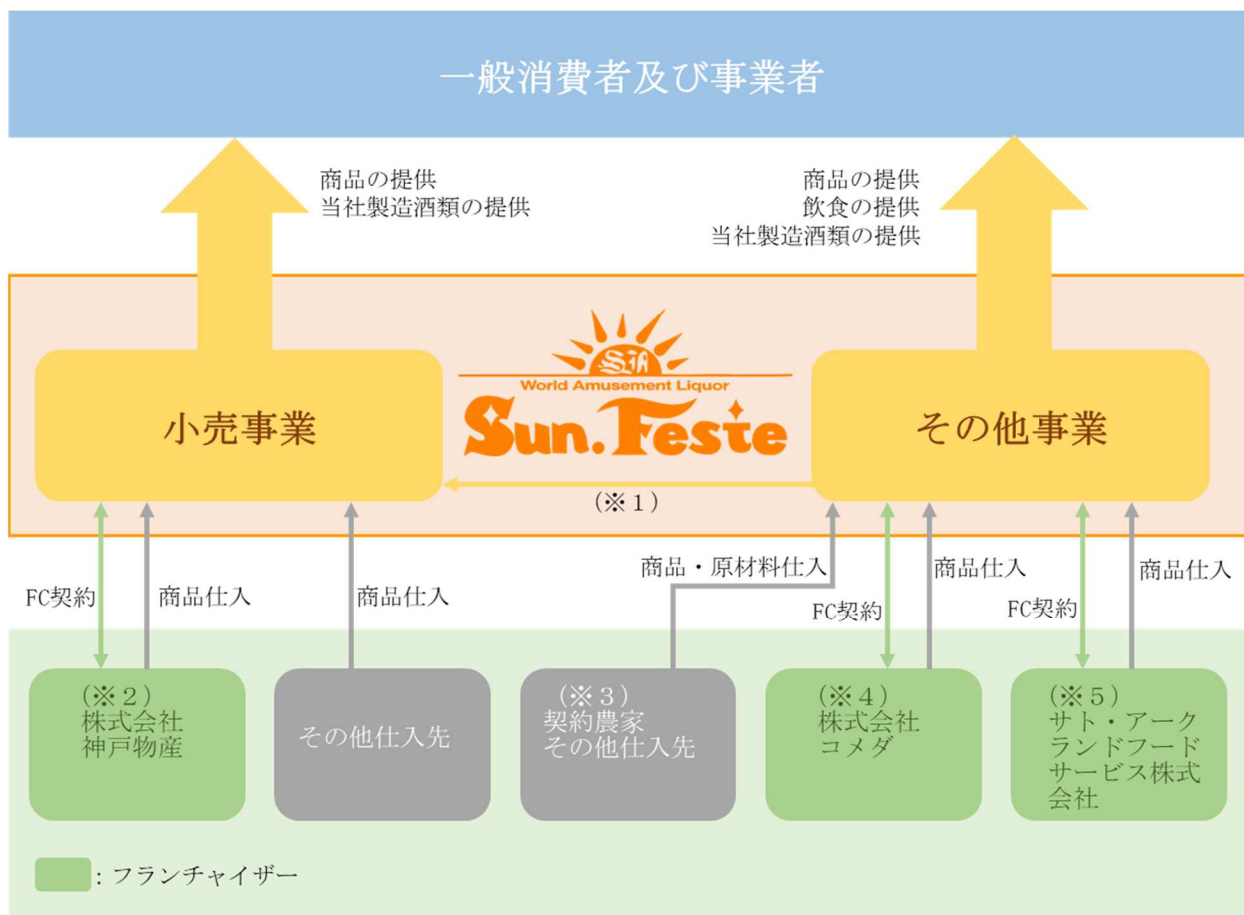 一般消費者及び事業者
商品の提供
当社製造酒類の提供
商品の提供
飲食の提供
当社製造酒類の提供
World Amusement Liquor
Sun.Feste
小売事業
その他事業
(※1)
FC契約
商品仕入
商品仕入
商品・原材料仕入
FC契約
商品仕入
FC契約
商品仕入
(※2)
株式会社
神戸物産
その他仕入先
(※3)
契約農家
その他仕入先
(※4)
株式会社
コメダ
(※5)
サト・アーク
ランドフード
サービス株式
会社
:フランチャイザー